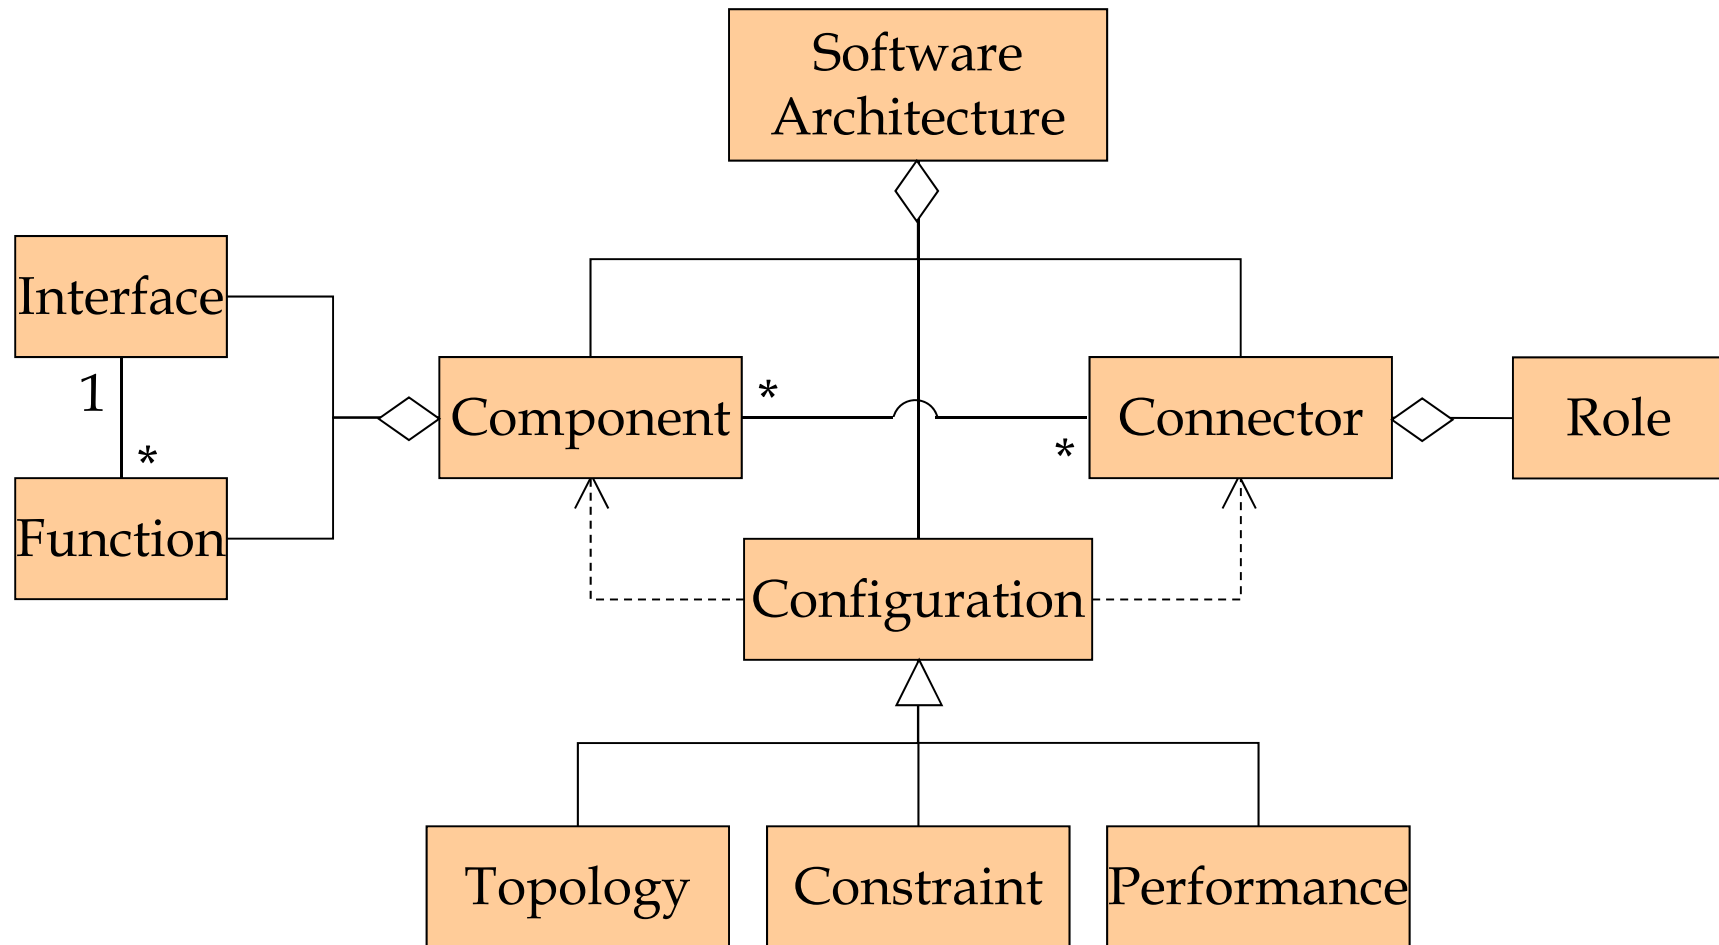 Software
Architecture
Interface
1
*
Function
Component
*
*
Connector
Role
Configuration
Topology
Constraint
Performance